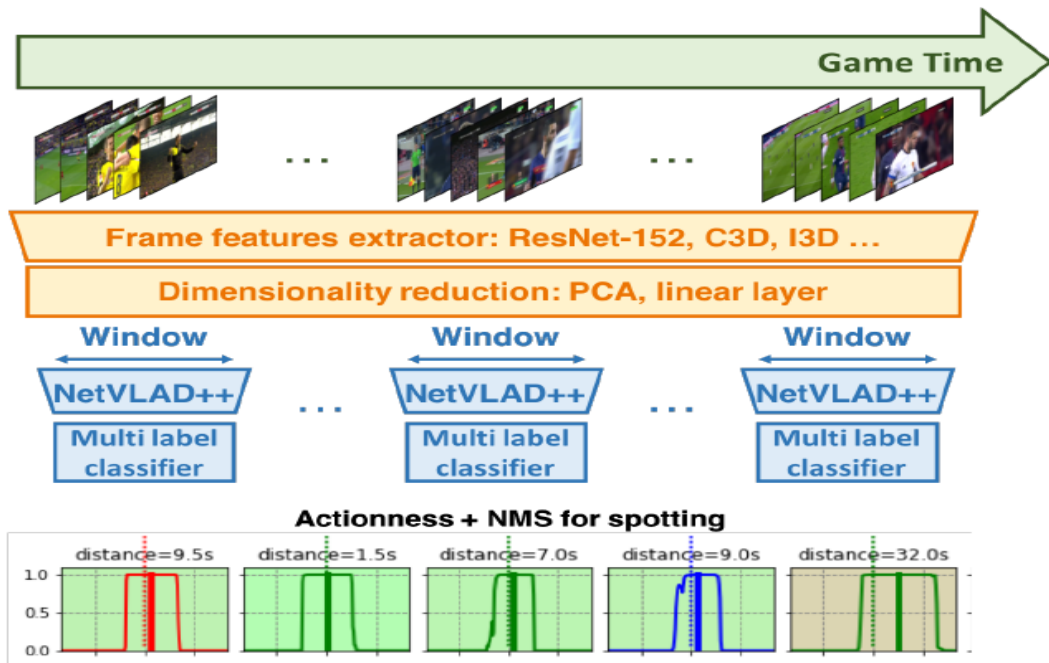 Game Time
... ...
Frame features extractor: ResNet-152, C3D, I3D ...
Dimensionality reduction: PCA, linear layer
Window Window Window
NetVLAD++ ... NetVLAD++ ... NetVLAD++
Multi label Multi label Multi label
classifier classifier classifier
Actionness + NMS for spotting
distance=9.5s distance=1.5s distance=7.0s distance=9.0s distance=32.0s
1.0
0.5
0.0